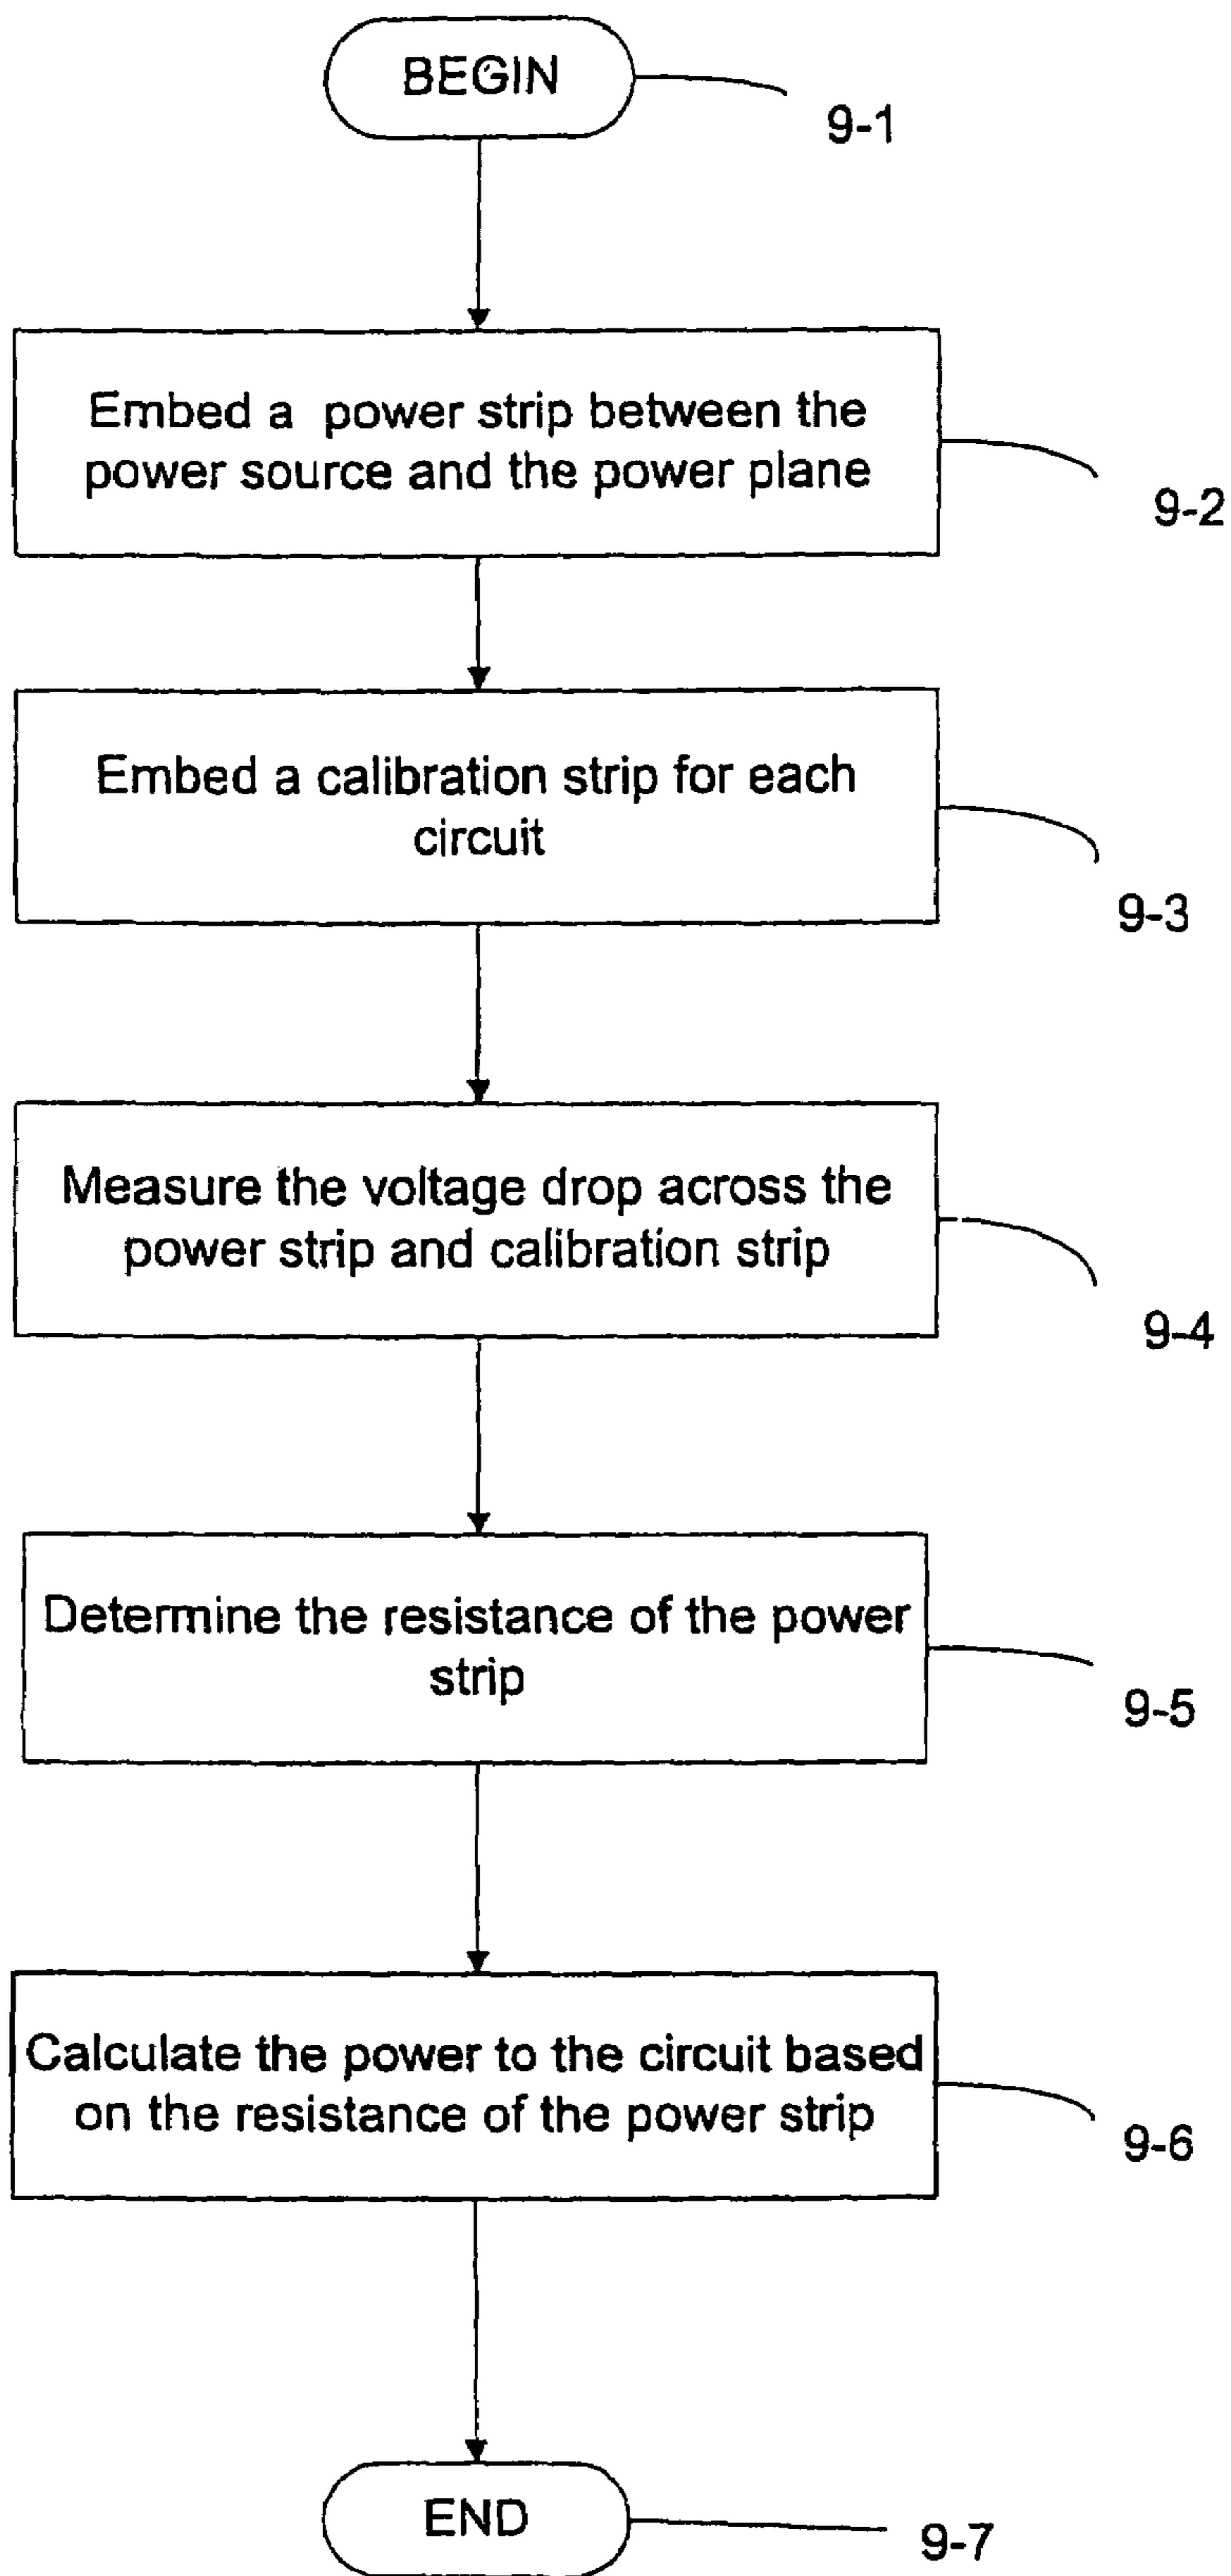 BEGIN
9-1
Embed a power strip between the
power source and the power plane
9-2
Embed a calibration strip for each
circuit
9-3
Measure the voltage drop across the
power strip and calibration strip
9-4
Determine the resistance of the power
strip
9-5
Calculate the power to the circuit based
on the resistance of the power strip
9-6
END
9-7